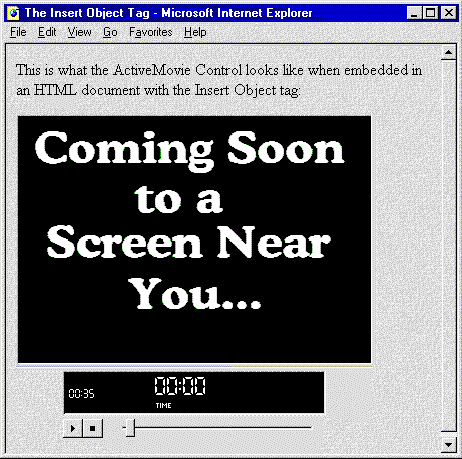 The Insert Object Tag - Microsoft Internet Explorer
File Edit View Go Favorites Help
This is what the ActiveMovie Control looks like when embedded in
an HTML document with the Insert Object tag:
Coming Soon
to a
Screen Near
You...
00:35 00:00
TIME